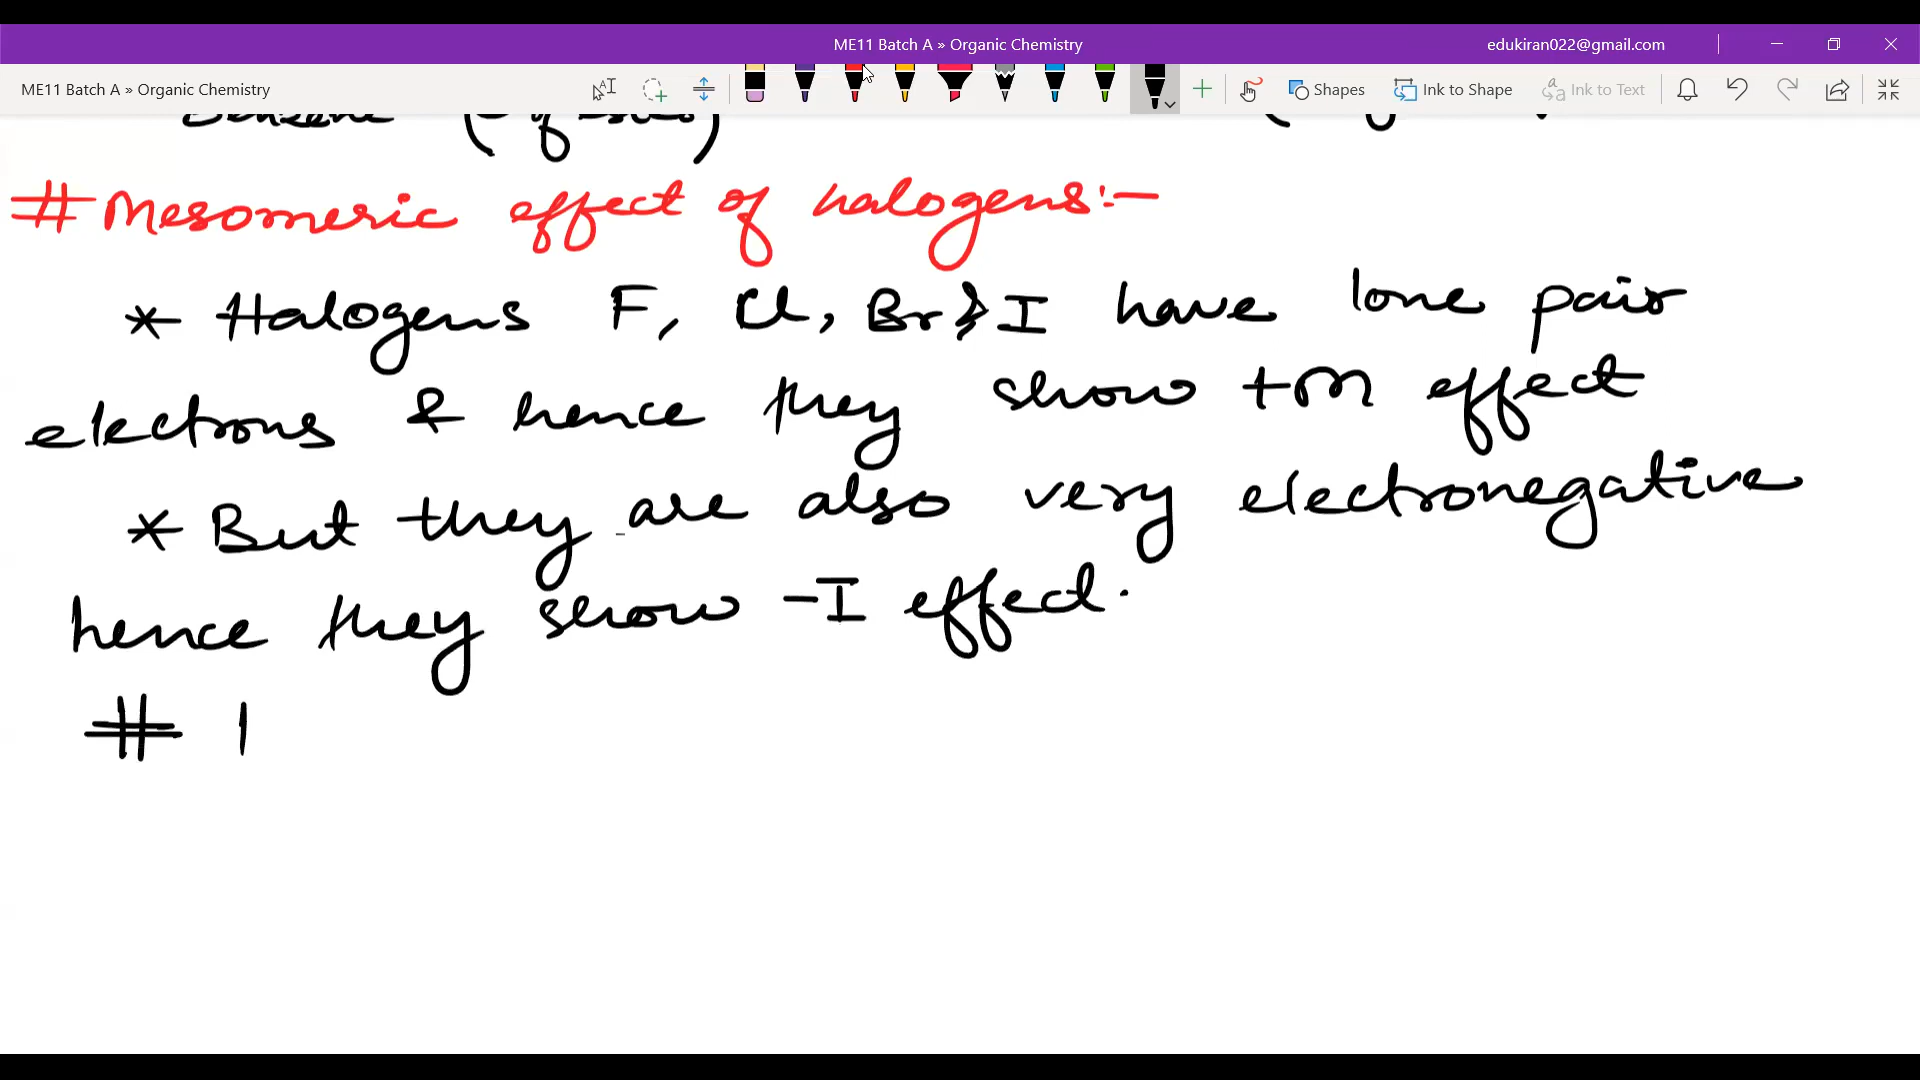 ME11 Batch A » Organic Chemistry
edukiran022@gmail.com
ME11 Batch A » Organic Chemistry
Shapes
Ink to Shape
Ink to Text
# Mesomeric effect of halogens:-
* Halogens F, Cl, Br & I have lone pair
electrons & hence they show +M effect
* But they are also very electronegative
hence they show -I effect.
# 1